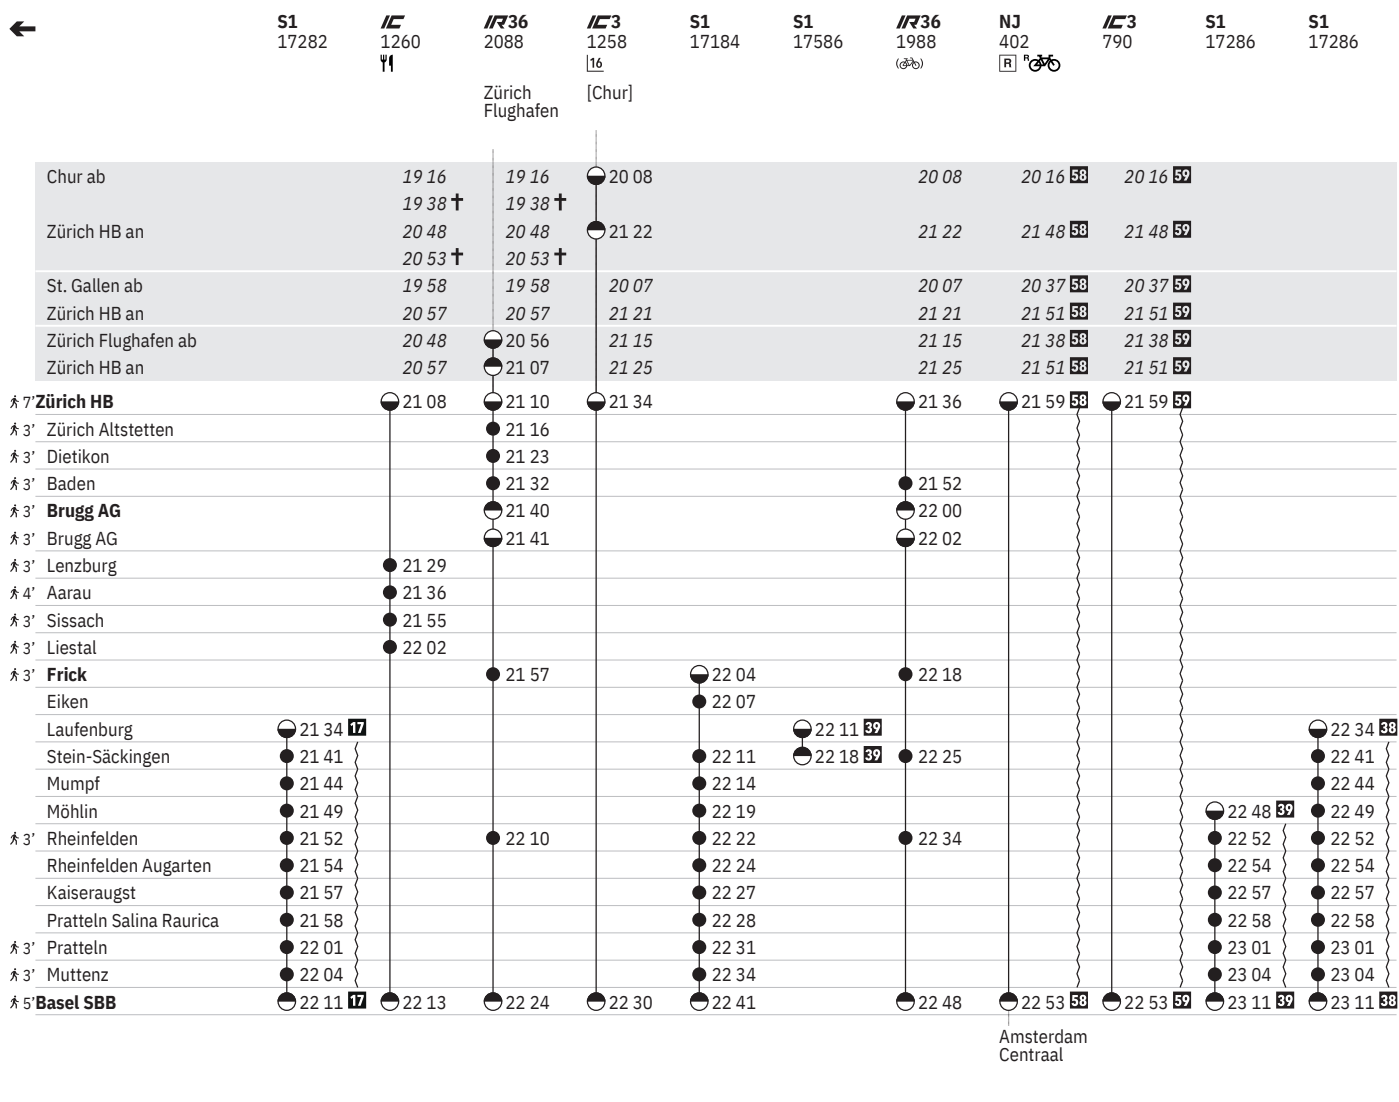 S1 IC IR36 IC3 S1 S1 IR36 NJ IC3 S1 S1
17282 1260 2088 1258 17184 17586 1988 402 790 17286 17286
16 R R
Zürich [Chur]
Flughafen
Chur ab 19 16 19 16 20 08 20 08 20 16 58 20 16 59
19 38 † 19 38 †
Zürich HB an 20 48 20 48 21 22 21 22 21 48 58 21 48 59
20 53 † 20 53 †
St. Gallen ab 19 58 19 58 20 07 20 07 20 37 58 20 37 59
Zürich HB an 20 57 20 57 21 21 21 21 21 51 58 21 51 59
Zürich Flughafen ab 20 48 20 56 21 15 21 15 21 38 58 21 38 59
Zürich HB an 20 57 21 07 21 25 21 25 21 51 58 21 51 59
7' Zürich HB 21 08 21 10 21 34 21 36 21 59 58 21 59 59
3' Zürich Altstetten 21 16
3' Dietikon 21 23
3' Baden 21 32 21 52
3' Brugg AG 21 40 22 00
3' Brugg AG 21 41 22 02
3' Lenzburg 21 29
4' Aarau 21 36
3' Sissach 21 55
3' Liestal 22 02
3' Frick 21 57 22 04 22 18
Eiken 22 07
Laufenburg 21 34 17 22 11 39 22 34 38
Stein-Säckingen 21 41 22 11 22 18 39 22 25 22 41
Mumpf 21 44 22 14 22 44
Möhlin 21 49 22 19 22 48 39 22 49
3' Rheinfelden 21 52 22 10 22 22 22 34 22 52 22 52
Rheinfelden Augarten 21 54 22 24 22 54 22 54
Kaiseraugst 21 57 22 27 22 57 22 57
Pratteln Salina Raurica 21 58 22 28 22 58 22 58
3' Pratteln 22 01 22 31 23 01 23 01
3' Muttenz 22 04 22 34 23 04 23 04
5' Basel SBB 22 11 17 22 13 22 24 22 30 22 41 22 48 22 53 58 22 53 59 23 11 39 23 11 38
Amsterdam
Centraal